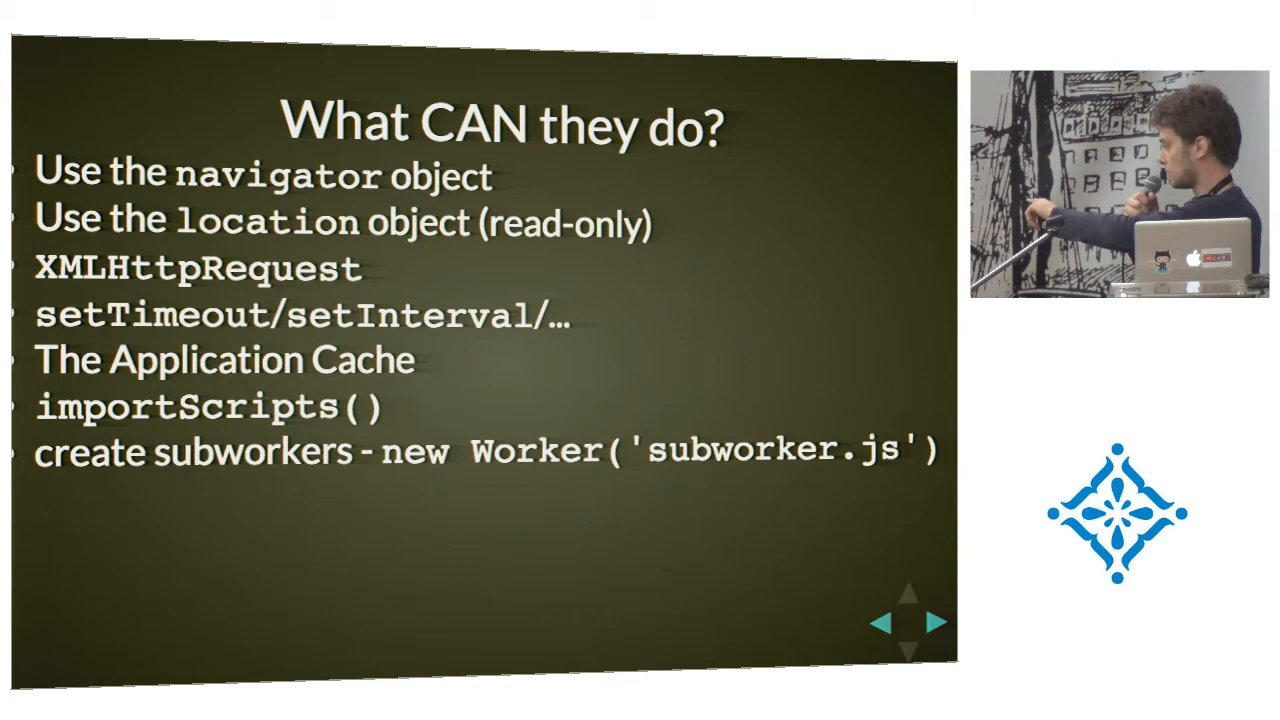 What CAN they do?
Use the navigator object
Use the location object (read-only)
XMLHttpRequest
setTimeout/setInterval/…
The Application Cache
importScripts()
create subworkers - new Worker('subworker.js')